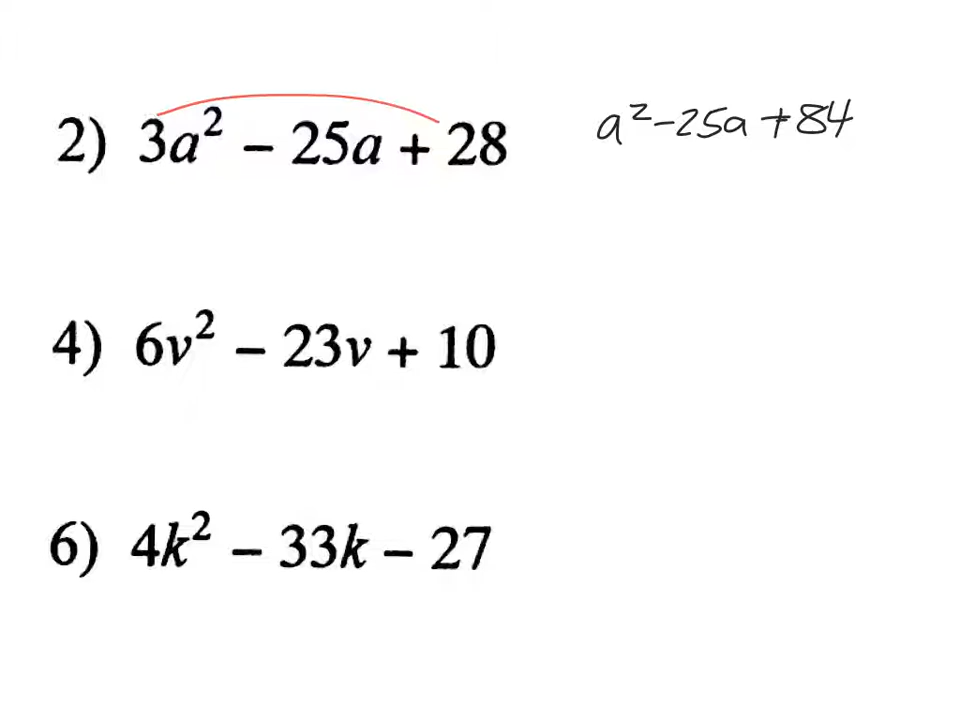 2) 3a² − 25a + 28
a² − 25a + 84
4) 6v² − 23v + 10
6) 4k² − 33k − 27